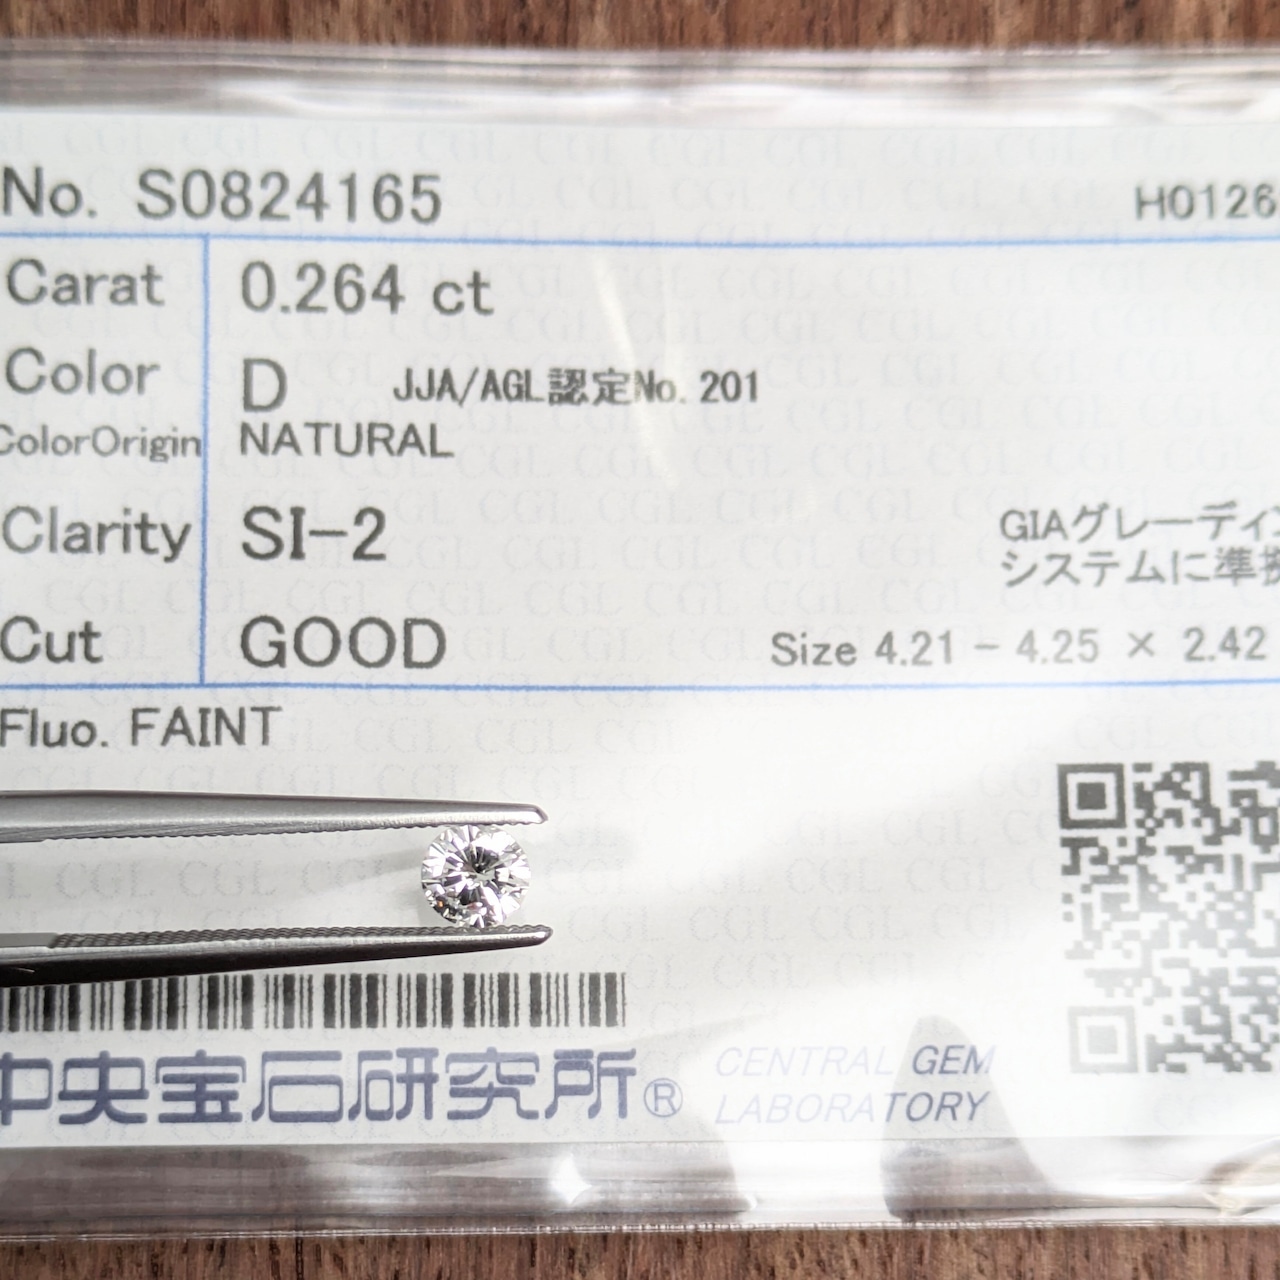 No. S0824165 H0126
Carat 0.264 ct
Color D JJA/AGL認定No.201
ColorOrigin NATURAL
Clarity SI-2
GIAグレーディ
システムに準拠
Cut GOOD Size 4.21 - 4.25 × 2.42
Fluo. FAINT
中央宝石研究所® CENTRAL GEM
LABORATORY